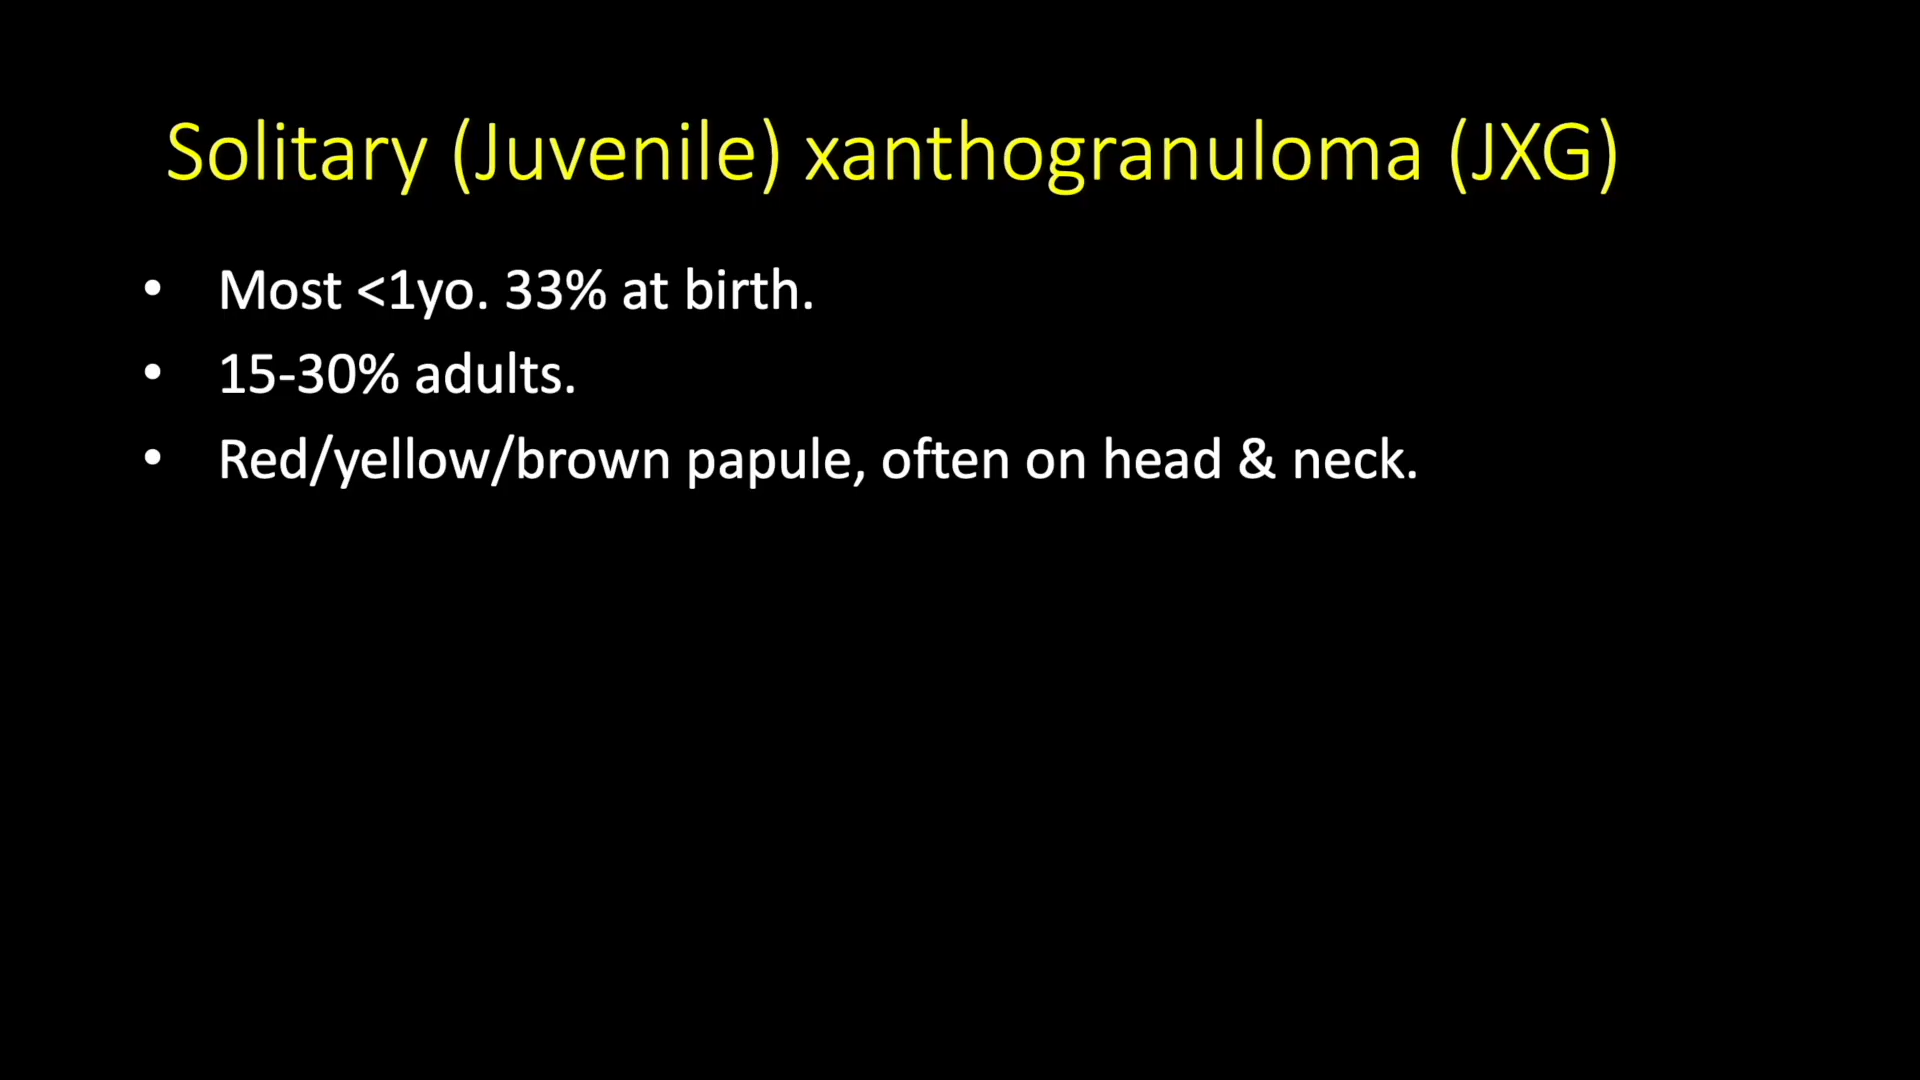 Solitary (Juvenile) xanthogranuloma (JXG)
• Most <1yo. 33% at birth.
• 15-30% adults.
• Red/yellow/brown papule, often on head & neck.